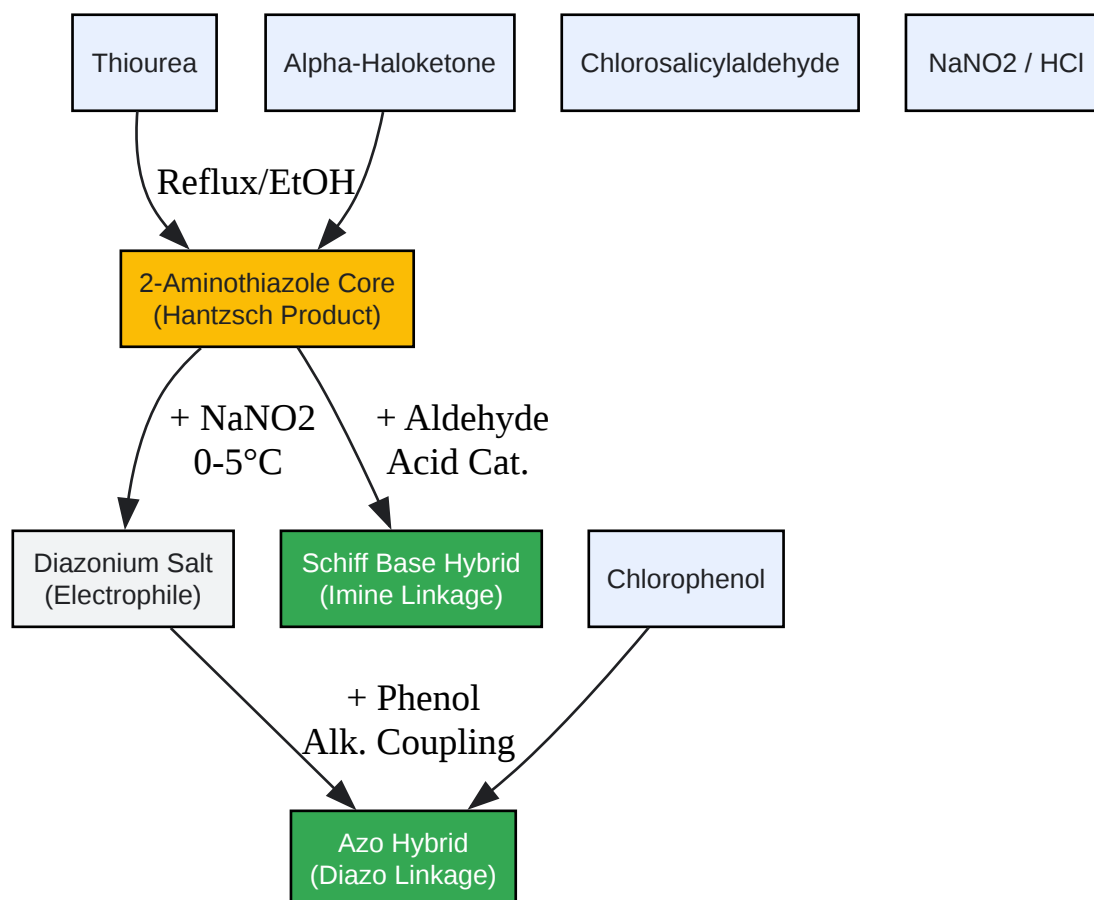 Thiourea
Alpha-Haloketone
Chlorosalicylaldehyde
NaNO2 / HCl
Reflux/EtOH
2-Aminothiazole Core
(Hantzsch Product)
+ NaNO2
0-5°C
+ Aldehyde
Acid Cat.
Diazonium Salt
(Electrophile)
Schiff Base Hybrid
(Imine Linkage)
Chlorophenol
+ Phenol
Alk. Coupling
Azo Hybrid
(Diazo Linkage)